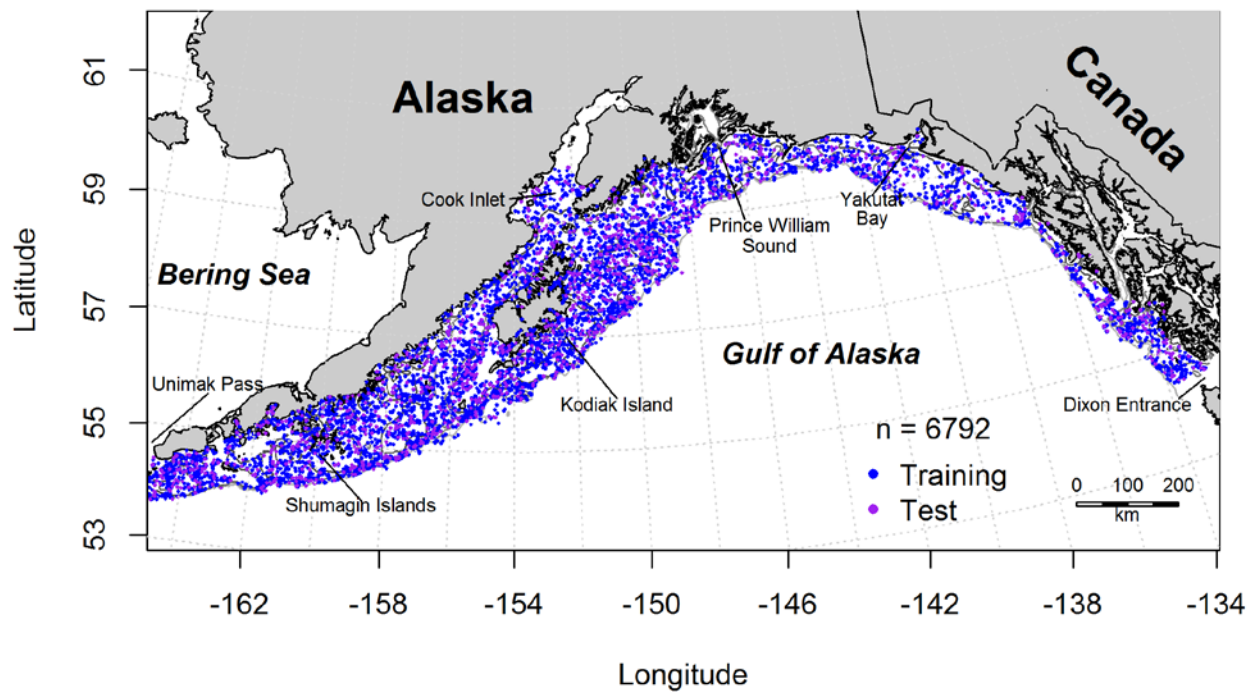 61
59
57
55
53
Latitude
Alaska
Canada
Cook Inlet
Yakutat
Bay
Prince William
Sound
Bering Sea
Gulf of Alaska
Unimak Pass
Kodiak Island
Dixon Entrance
n = 6792
Training
Test
0 100 200
km
Shumagin Islands
-162 -158 -154 -150 -146 -142 -138 -134
Longitude